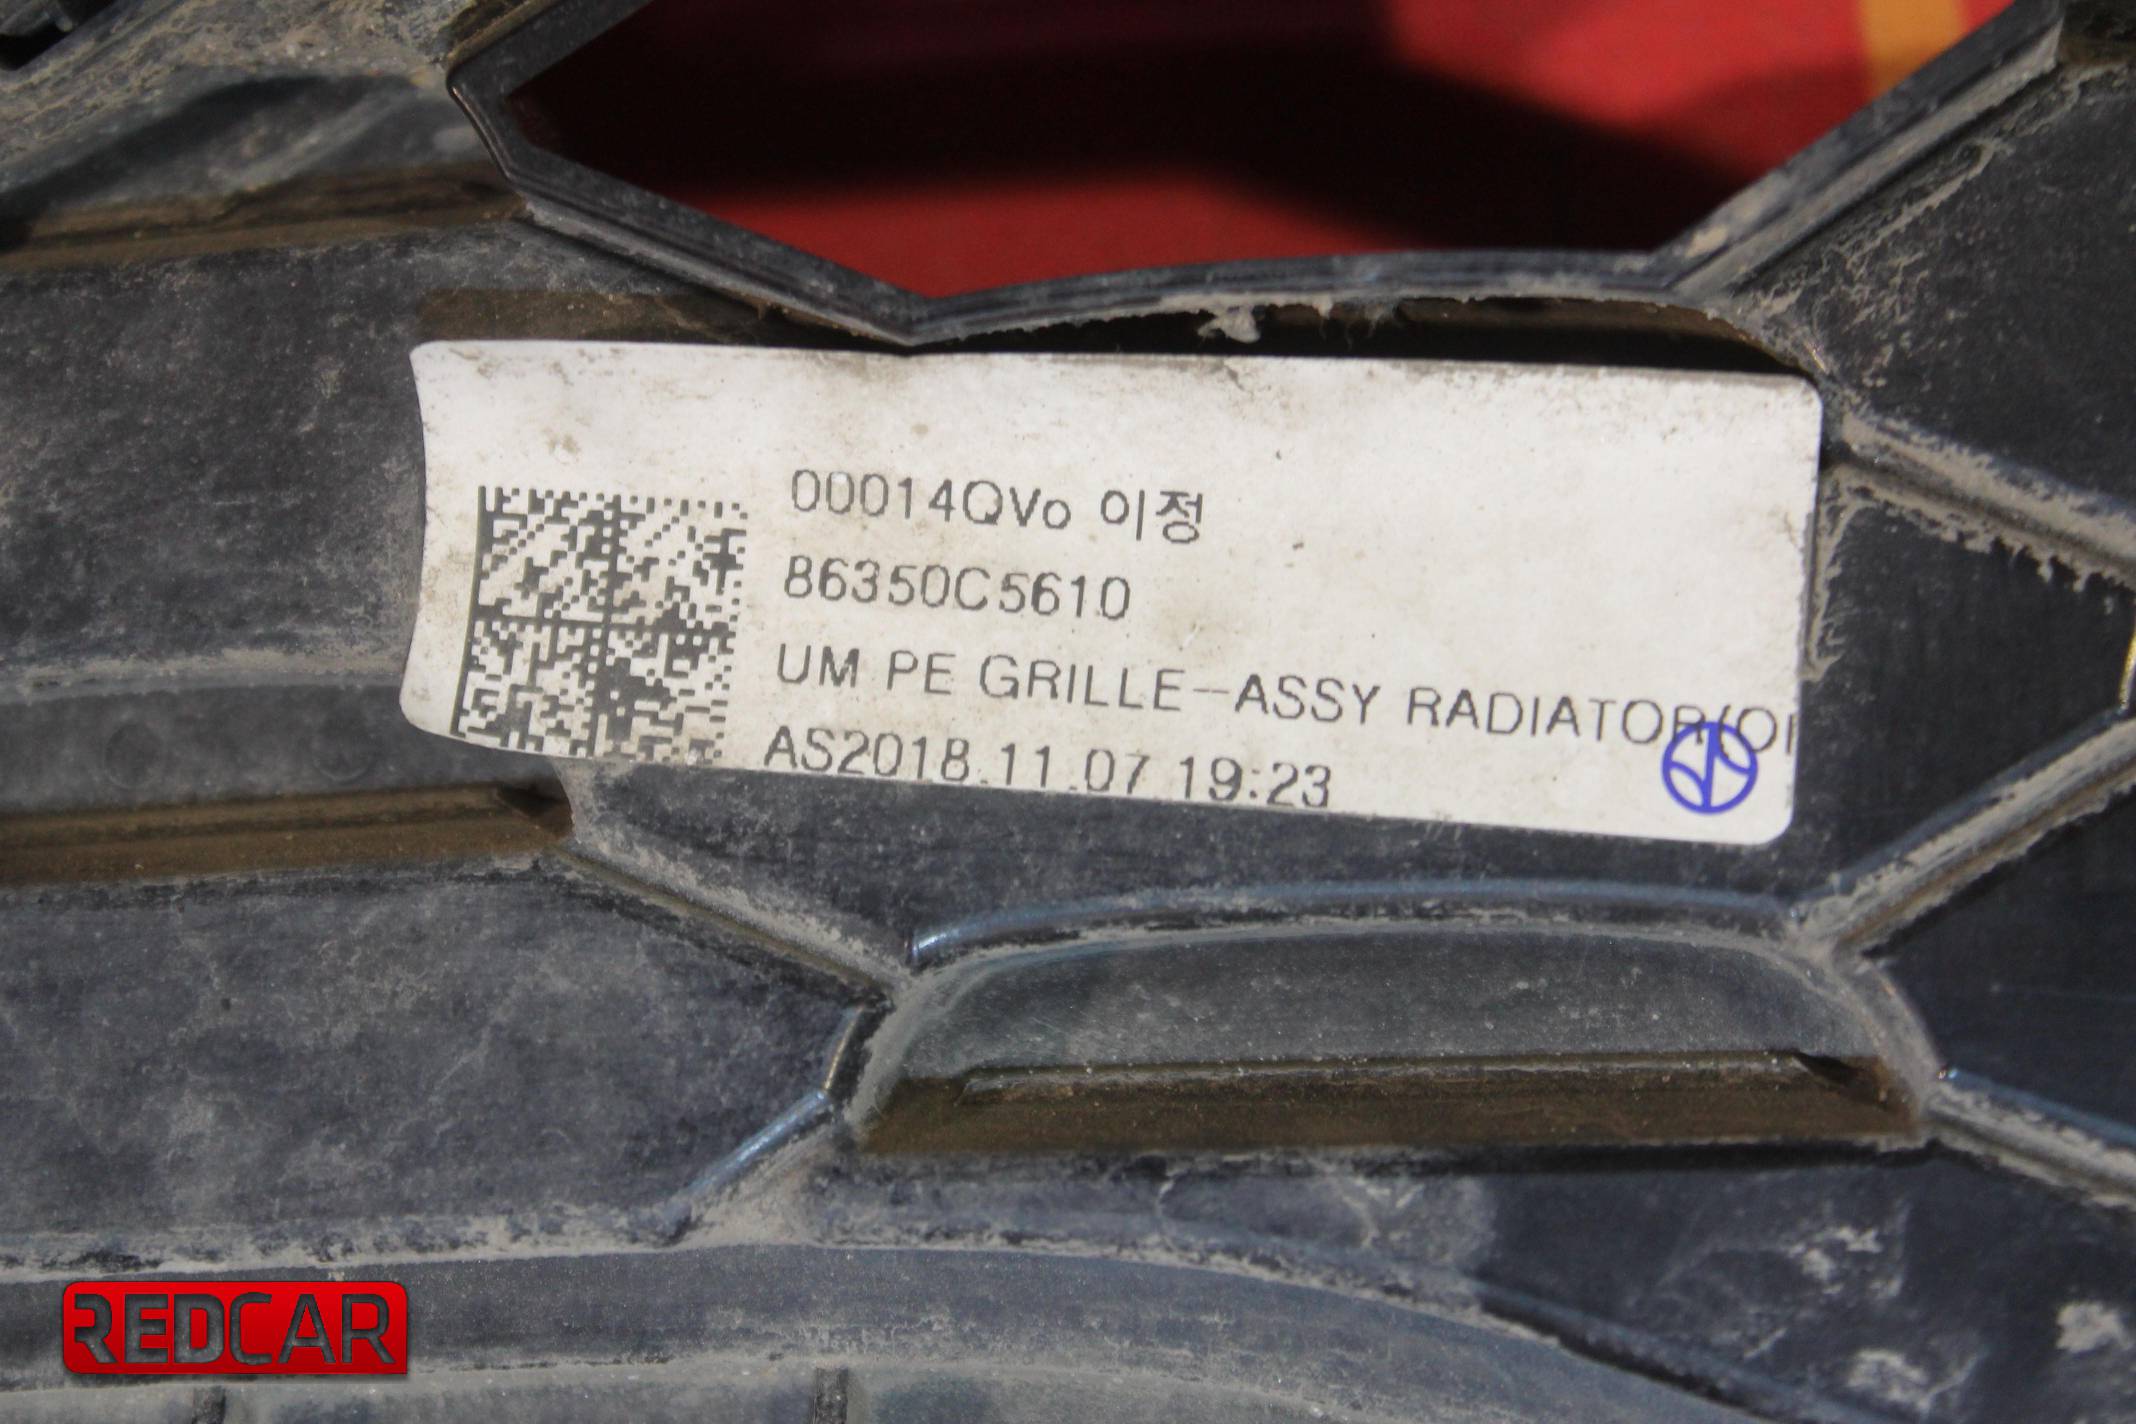 00014QVo 이정
86350C5610
UM PE GRILLE-ASSY RADIATOR(O
AS2018.11.07 19:23
REDCAR